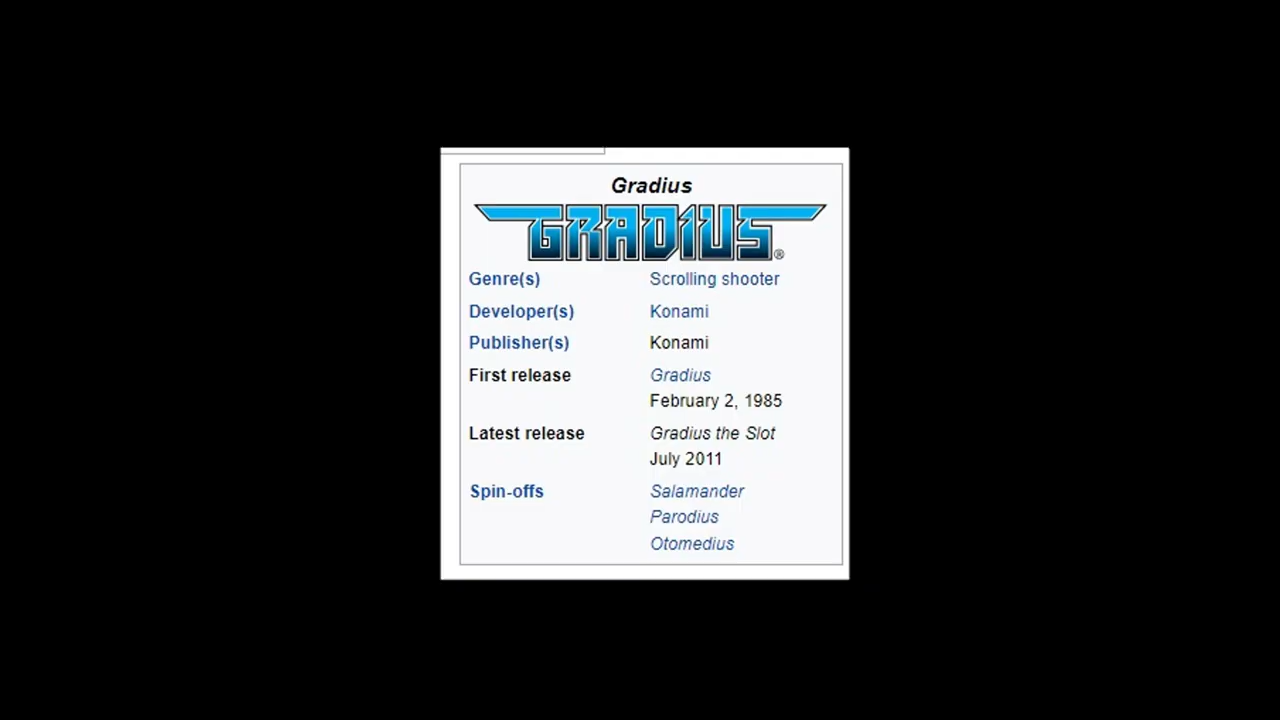 Gradius
GRADIUS®
Genre(s) Scrolling shooter
Developer(s) Konami
Publisher(s) Konami
First release Gradius
February 2, 1985
Latest release Gradius the Slot
July 2011
Spin-offs Salamander
Parodius
Otomedius